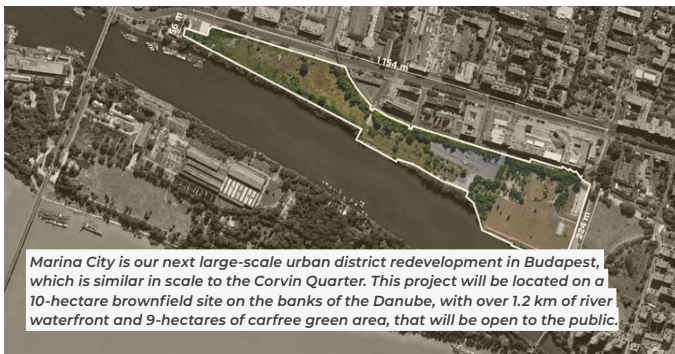 56 m
1154 m
224 m
Marina City is our next large-scale urban district redevelopment in Budapest,
which is similar in scale to the Corvin Quarter. This project will be located on a
10-hectare brownfield site on the banks of the Danube, with over 1.2 km of river
waterfront and 9-hectares of carfree green area, that will be open to the public.